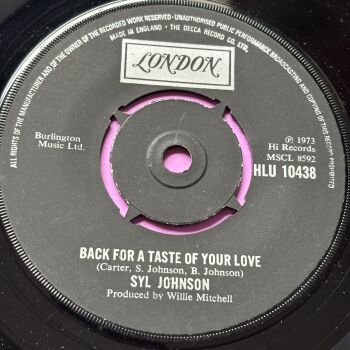 ALL RIGHTS OF THE MANUFACTURER AND OF THE OWNER OF THE RECORDED WORK RESERVED · UNAUTHORISED PUBLIC PERFORMANCE BROADCASTING AND COPYING OF THIS RECORD PROHIBITED
MADE IN ENGLAND · THE DECCA RECORD CO. LTD.
LONDON
Burlington
Music Ltd.
℗ 1973
Hi Records
MSCL 8592
HLU 10438
BACK FOR A TASTE OF YOUR LOVE
(Carter, S. Johnson, B. Johnson)
SYL JOHNSON
Produced by Willie Mitchell